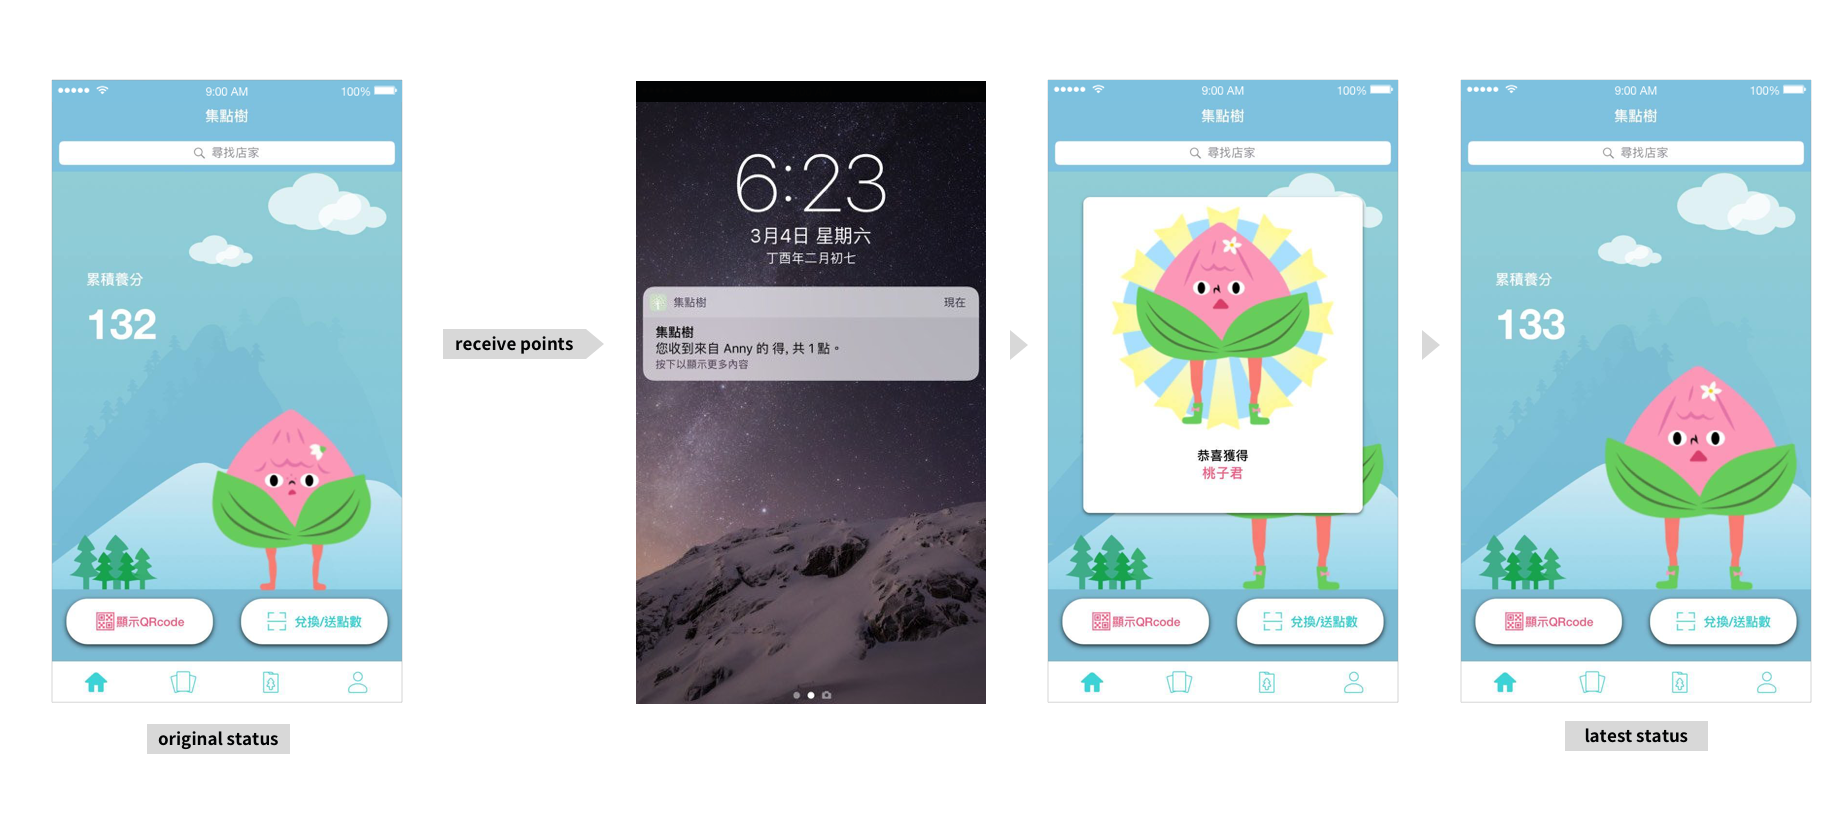 9:00 AM
100%
集點樹
尋找店家
累積養分
132
顯示QRcode
兌換/送點數
original status
receive points
6:23
3月4日 星期六
丁酉年二月初七
集點樹
現在
集點樹
您收到來自 Anny 的 得, 共 1 點。
按下以顯示更多內容
9:00 AM
100%
集點樹
尋找店家
恭喜獲得
桃子君
顯示QRcode
兌換/送點數
9:00 AM
100%
集點樹
尋找店家
累積養分
133
顯示QRcode
兌換/送點數
latest status